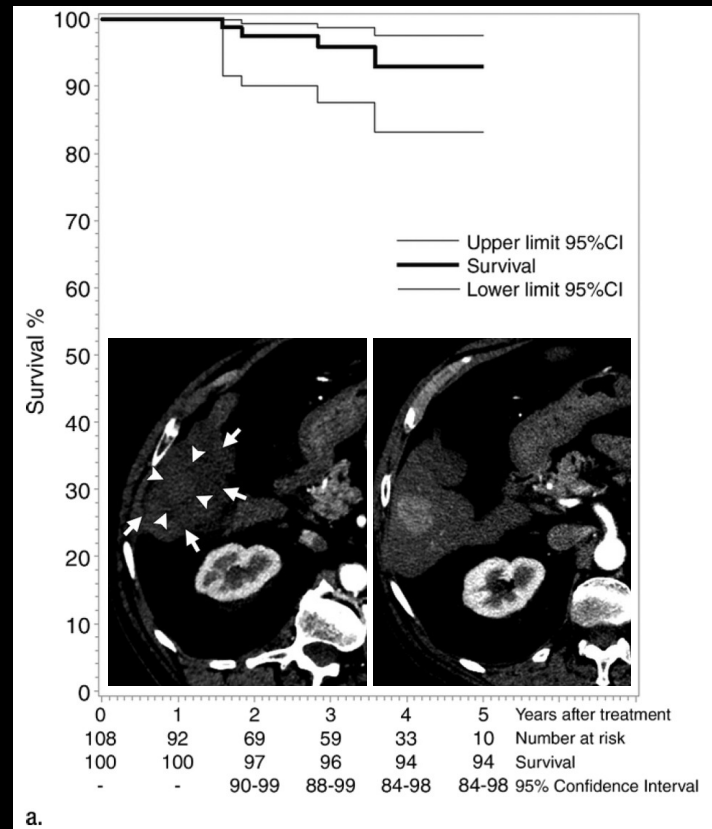 100
90
80
70
60
50
40
30
20
10
0
Survival %
Upper limit 95%CI
Survival
Lower limit 95%CI
0 1 2 3 4 5 Years after treatment
108 92 69 59 33 10 Number at risk
100 100 97 96 94 94 Survival
- - 90-99 88-99 84-98 84-98 95% Confidence Interval
a.